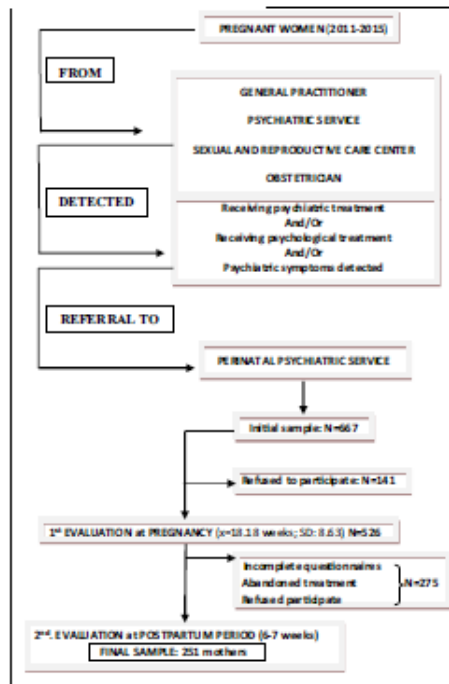 PREGNANT WOMEN (2011-2015)
FROM
GENERAL PRACTITIONER
PSYCHIATRIC SERVICE
SEXUAL AND REPRODUCTIVE CARE CENTER
OBSTETRICIAN
DETECTED
Receiving psychiatric treatment
And/Or
Receiving psychological treatment
And/Or
Psychiatric symptoms detected
REFERRAL TO
PERINATAL PSYCHIATRIC SERVICE
Initial sample: N=667
Refused to participate: N=141
1st EVALUATION at PREGNANCY (x=18.18 weeks; SD: 8.63) N=526
Incomplete questionnaires
Abandoned treatment
Refused participate
N=275
2nd. EVALUATION at POSTPARTUM PERIOD (6-7 weeks)
FINAL SAMPLE: 251 mothers